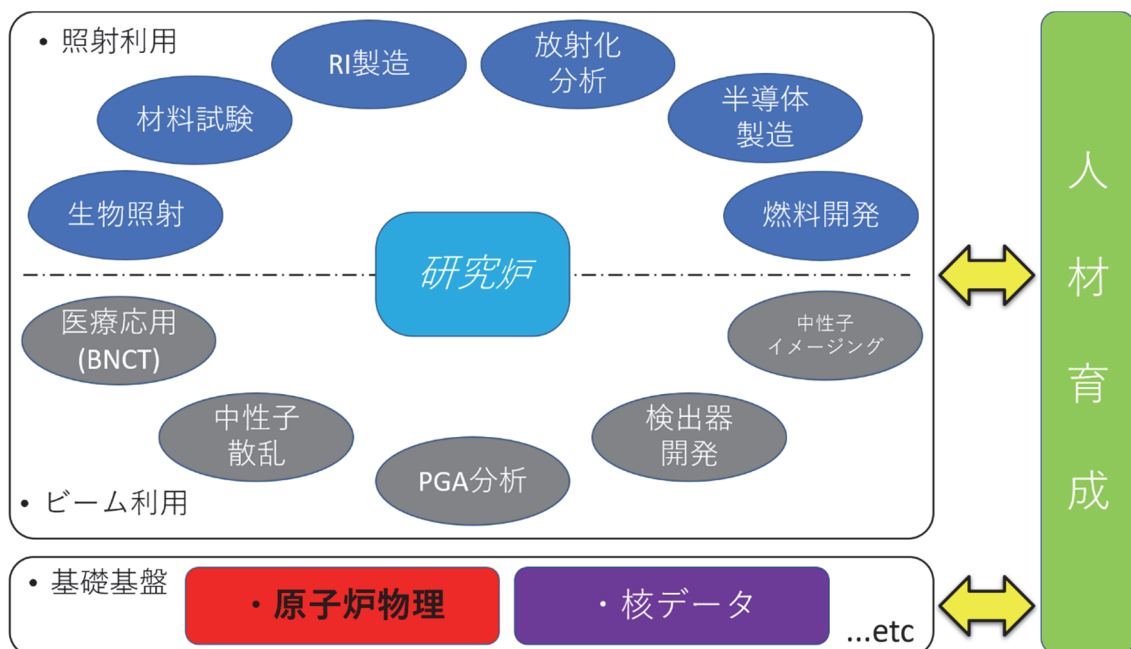 ・照射利用
RI製造
放射化
分析
材料試験
半導体
製造
生物照射
燃料開発
研究炉
医療応用
(BNCT)
中性子
イメージング
中性子
散乱
検出器
開発
PGA分析
・ビーム利用
・基礎基盤
・原子炉物理
・核データ
...etc
人
材
育
成